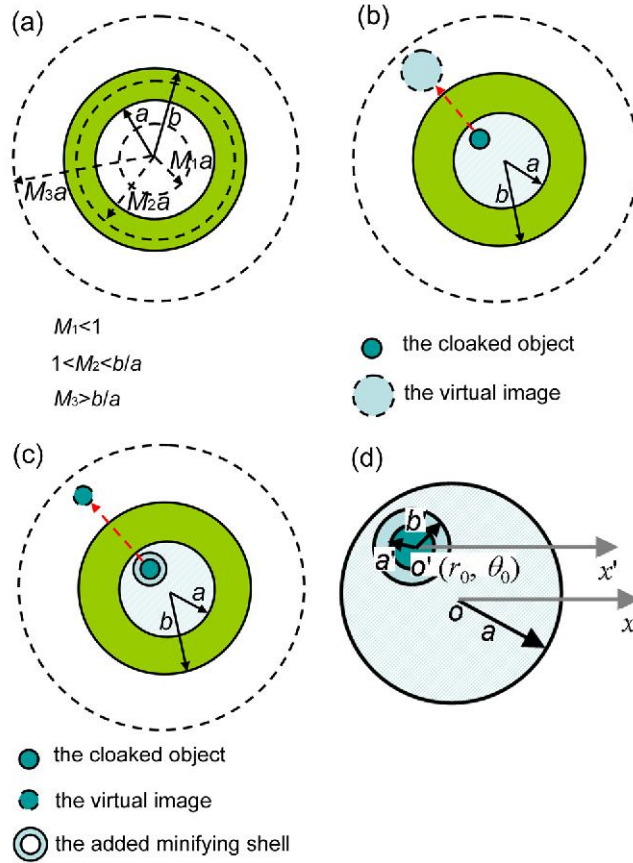 (a)
a
b
M₁a
M₂a
M₃a
M₁<1
1<M₂<b/a
M₃>b/a
(b)
a
b
the cloaked object
the virtual image
(c)
a
b
the cloaked object
the virtual image
the added minifying shell
(d)
b'
a'
o' (r₀, θ₀)
x'
o
a
x